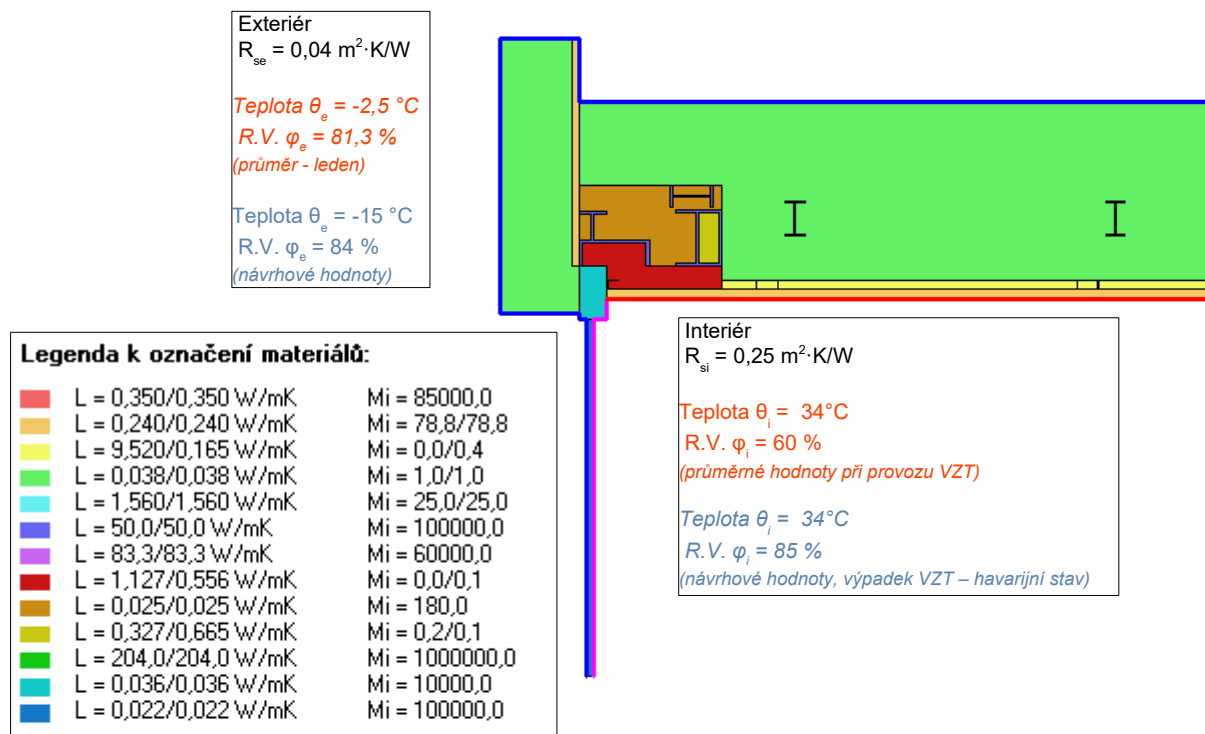 Exteriér
Rse = 0,04 m²·K/W
Teplota θe = -2,5 °C
R.V. φe = 81,3 %
(průměr - leden)
Teplota θe = -15 °C
R.V. φe = 84 %
(návrhové hodnoty)
Legenda k označení materiálů:
L = 0,350/0,350 W/mK Mi = 85000,0
L = 0,240/0,240 W/mK Mi = 78,8/78,8
L = 9,520/0,165 W/mK Mi = 0,0/0,4
L = 0,038/0,038 W/mK Mi = 1,0/1,0
L = 1,560/1,560 W/mK Mi = 25,0/25,0
L = 50,0/50,0 W/mK Mi = 100000,0
L = 83,3/83,3 W/mK Mi = 60000,0
L = 1,127/0,556 W/mK Mi = 0,0/0,1
L = 0,025/0,025 W/mK Mi = 180,0
L = 0,327/0,665 W/mK Mi = 0,2/0,1
L = 204,0/204,0 W/mK Mi = 1000000,0
L = 0,036/0,036 W/mK Mi = 10000,0
L = 0,022/0,022 W/mK Mi = 100000,0
Interiér
Rsi = 0,25 m²·K/W
Teplota θi = 34°C
R.V. φi = 60 %
(průměrné hodnoty při provozu VZT)
Teplota θi = 34°C
R.V. φi = 85 %
(návrhové hodnoty, výpadek VZT – havarijní stav)